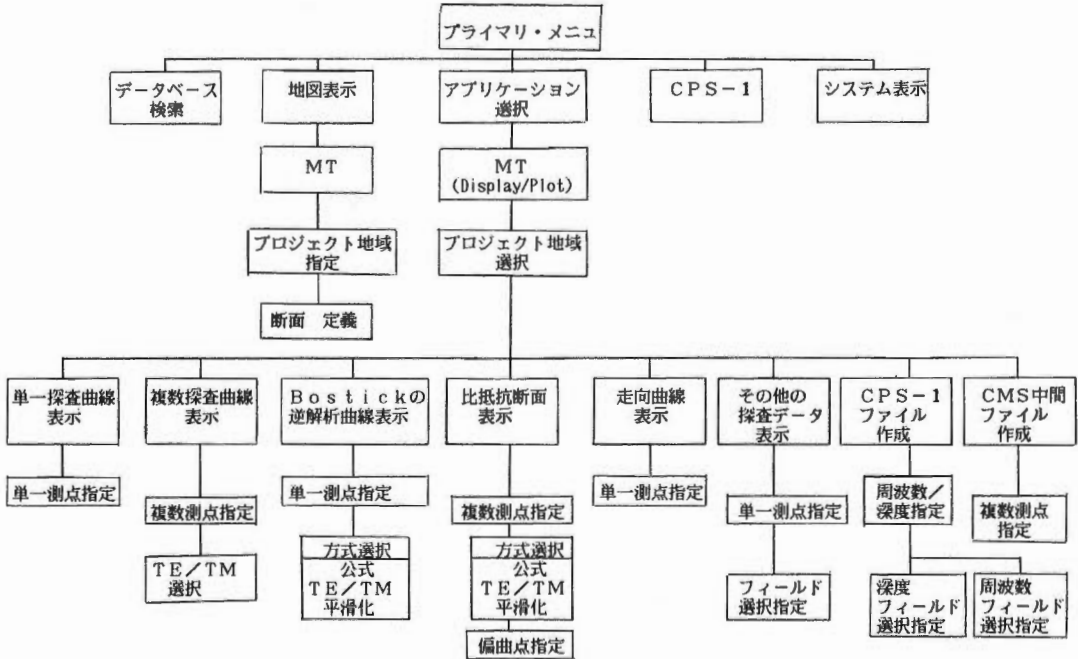 プライマリ・メニュ
データベース
検索
地図表示
アプリケーション
選択
CPS-1
システム表示
MT
MT
(Display/Plot)
プロジェクト地域
指定
プロジェクト地域
選択
断面 定義
単一探査曲線
表示
複数探査曲線
表示
Bostickの
逆解析曲線表示
比抵抗断面
表示
走向曲線
表示
その他の
探査データ
表示
CPS-1
ファイル
作成
CMS中間
ファイル
作成
単一測点指定
複数測点指定
TE/TM
選択
単一測点指定
方式選択
公式
TE/TM
平滑化
複数測点指定
方式選択
公式
TE/TM
平滑化
偏曲点指定
単一測点指定
単一測点指定
フィールド
選択指定
周波数/
深度指定
深度
フィールド
選択指定
周波数
フィールド
選択指定
複数測点
指定